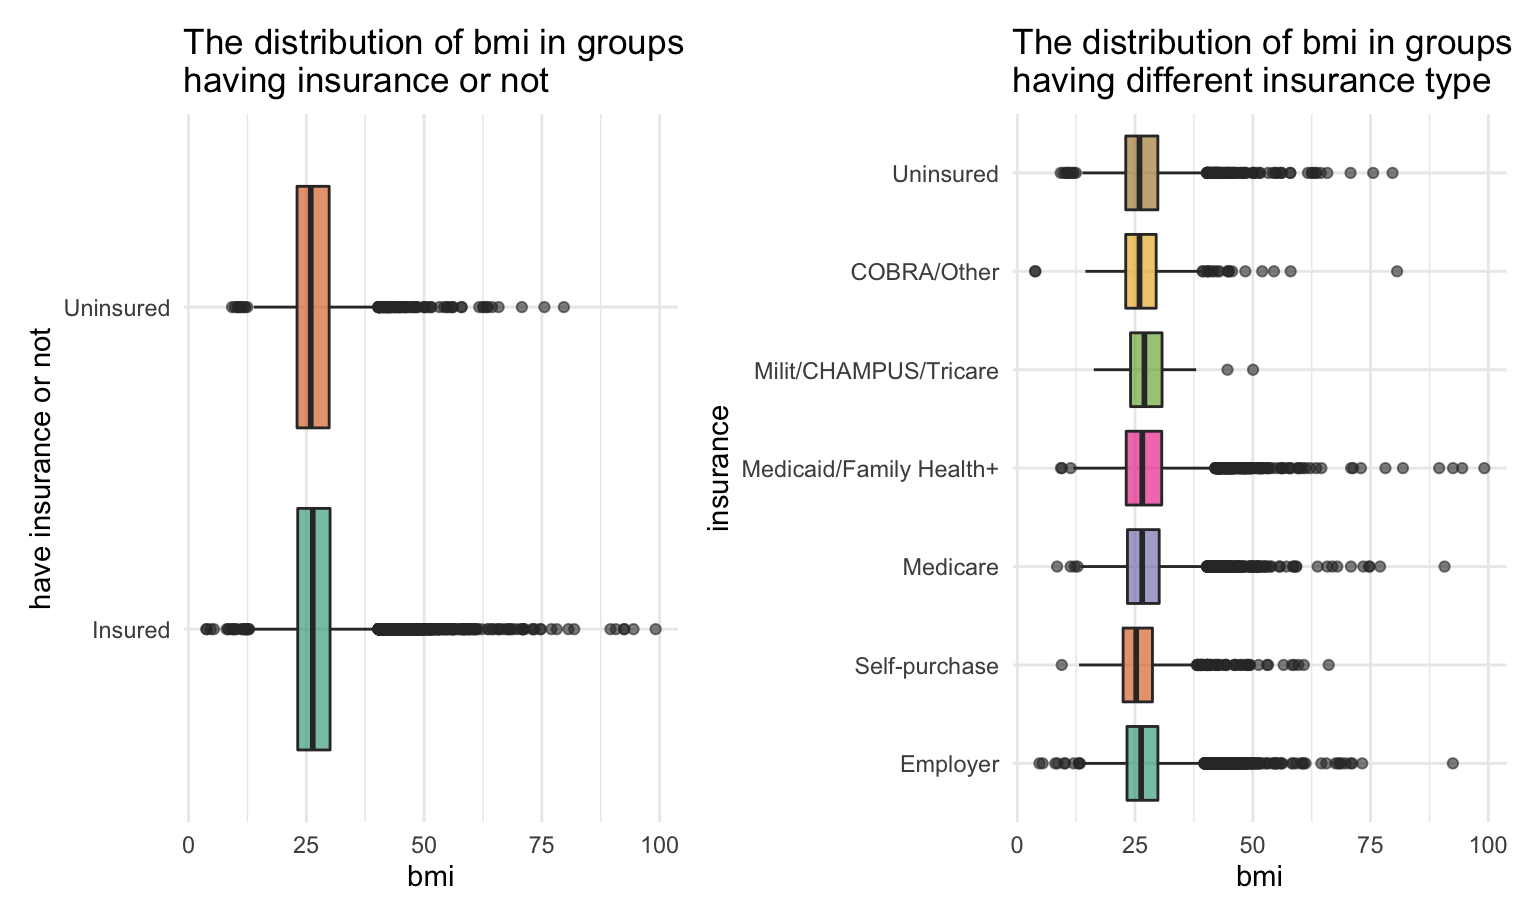 The distribution of bmi in groups
having insurance or not
have insurance or not
Uninsured
Insured
0 25 50 75 100
bmi
The distribution of bmi in groups
having different insurance type
insurance
Uninsured
COBRA/Other
Milit/CHAMPUS/Tricare
Medicaid/Family Health+
Medicare
Self-purchase
Employer
0 25 50 75 100
bmi